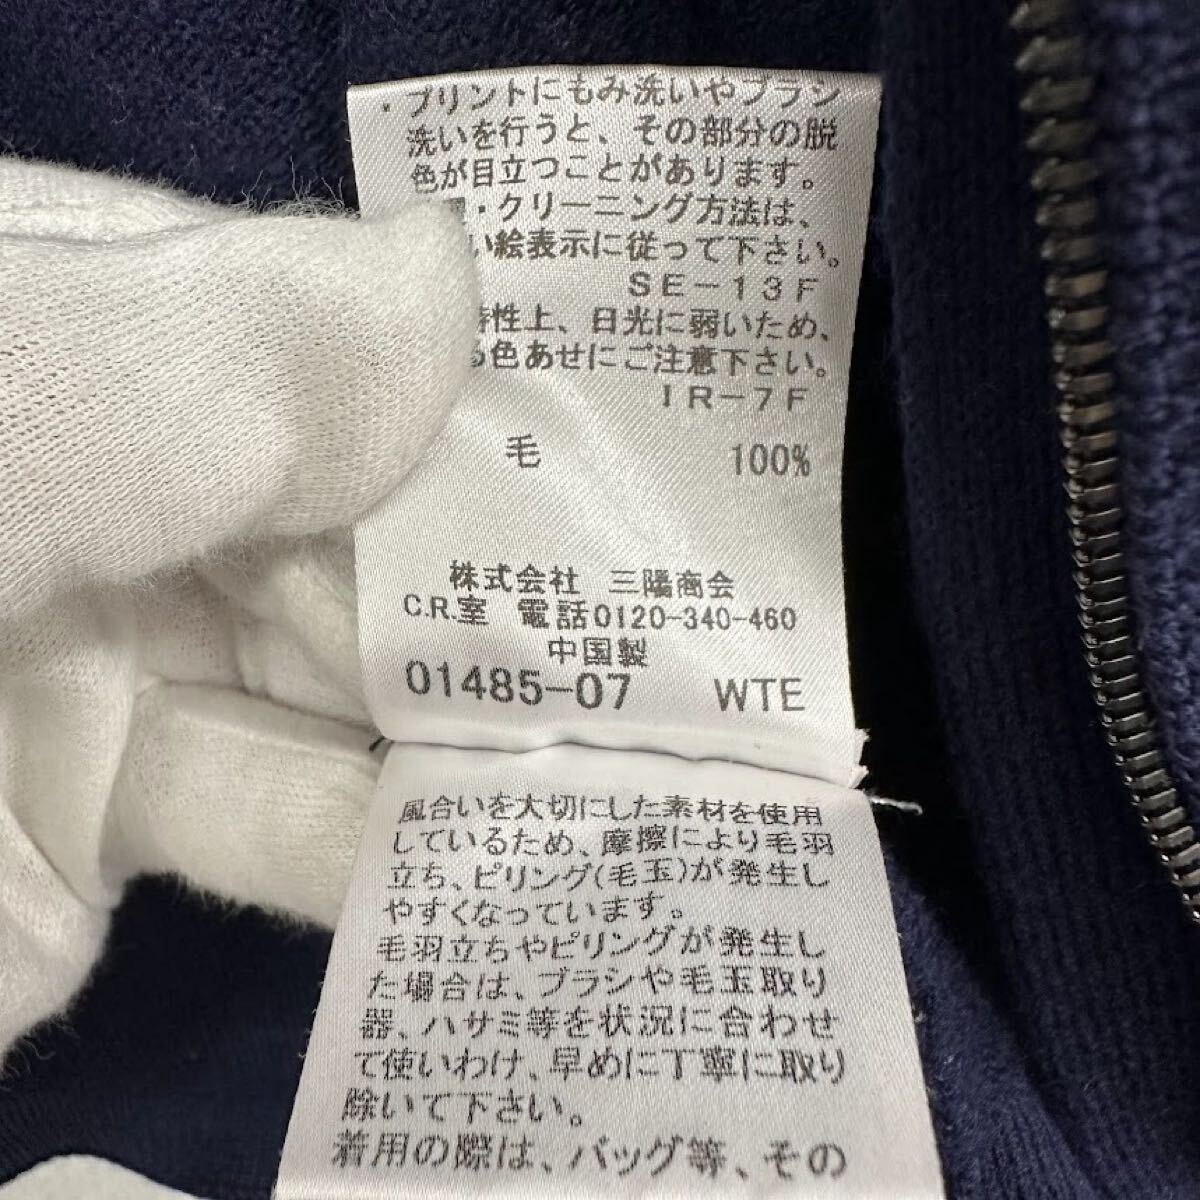 ・プリントにもみ洗いやブラシ
洗いを行うと、その部分の脱
色が目立つことがあります。
・クリーニング方法は、
い絵表示に従って下さい。
SE-13F
特性上、日光に弱いため、
る色あせにご注意下さい。
IR-7F
毛 100%
株式会社 三陽商会
C.R.室 電話0120-340-460
中国製
01485-07 WTE
風合いを大切にした素材を使用
しているため、摩擦により毛羽
立ち、ピリング(毛玉)が発生し
やすくなっています。
毛羽立ちやピリングが発生し
た場合は、ブラシや毛玉取り
器、ハサミ等を状況に合わせ
て使いわけ、早めに丁寧に取り
除いて下さい。
着用の際は、バッグ等、その